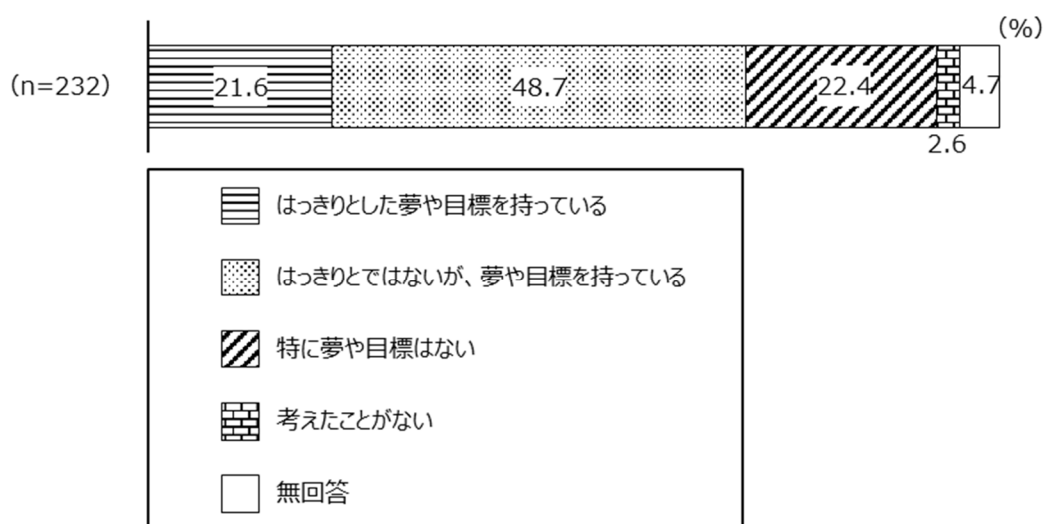 (%)
(n=232)
21.6
48.7
22.4
4.7
2.6
はっきりとした夢や目標を持っている
はっきりとではないが、夢や目標を持っている
特に夢や目標はない
考えたことがない
無回答